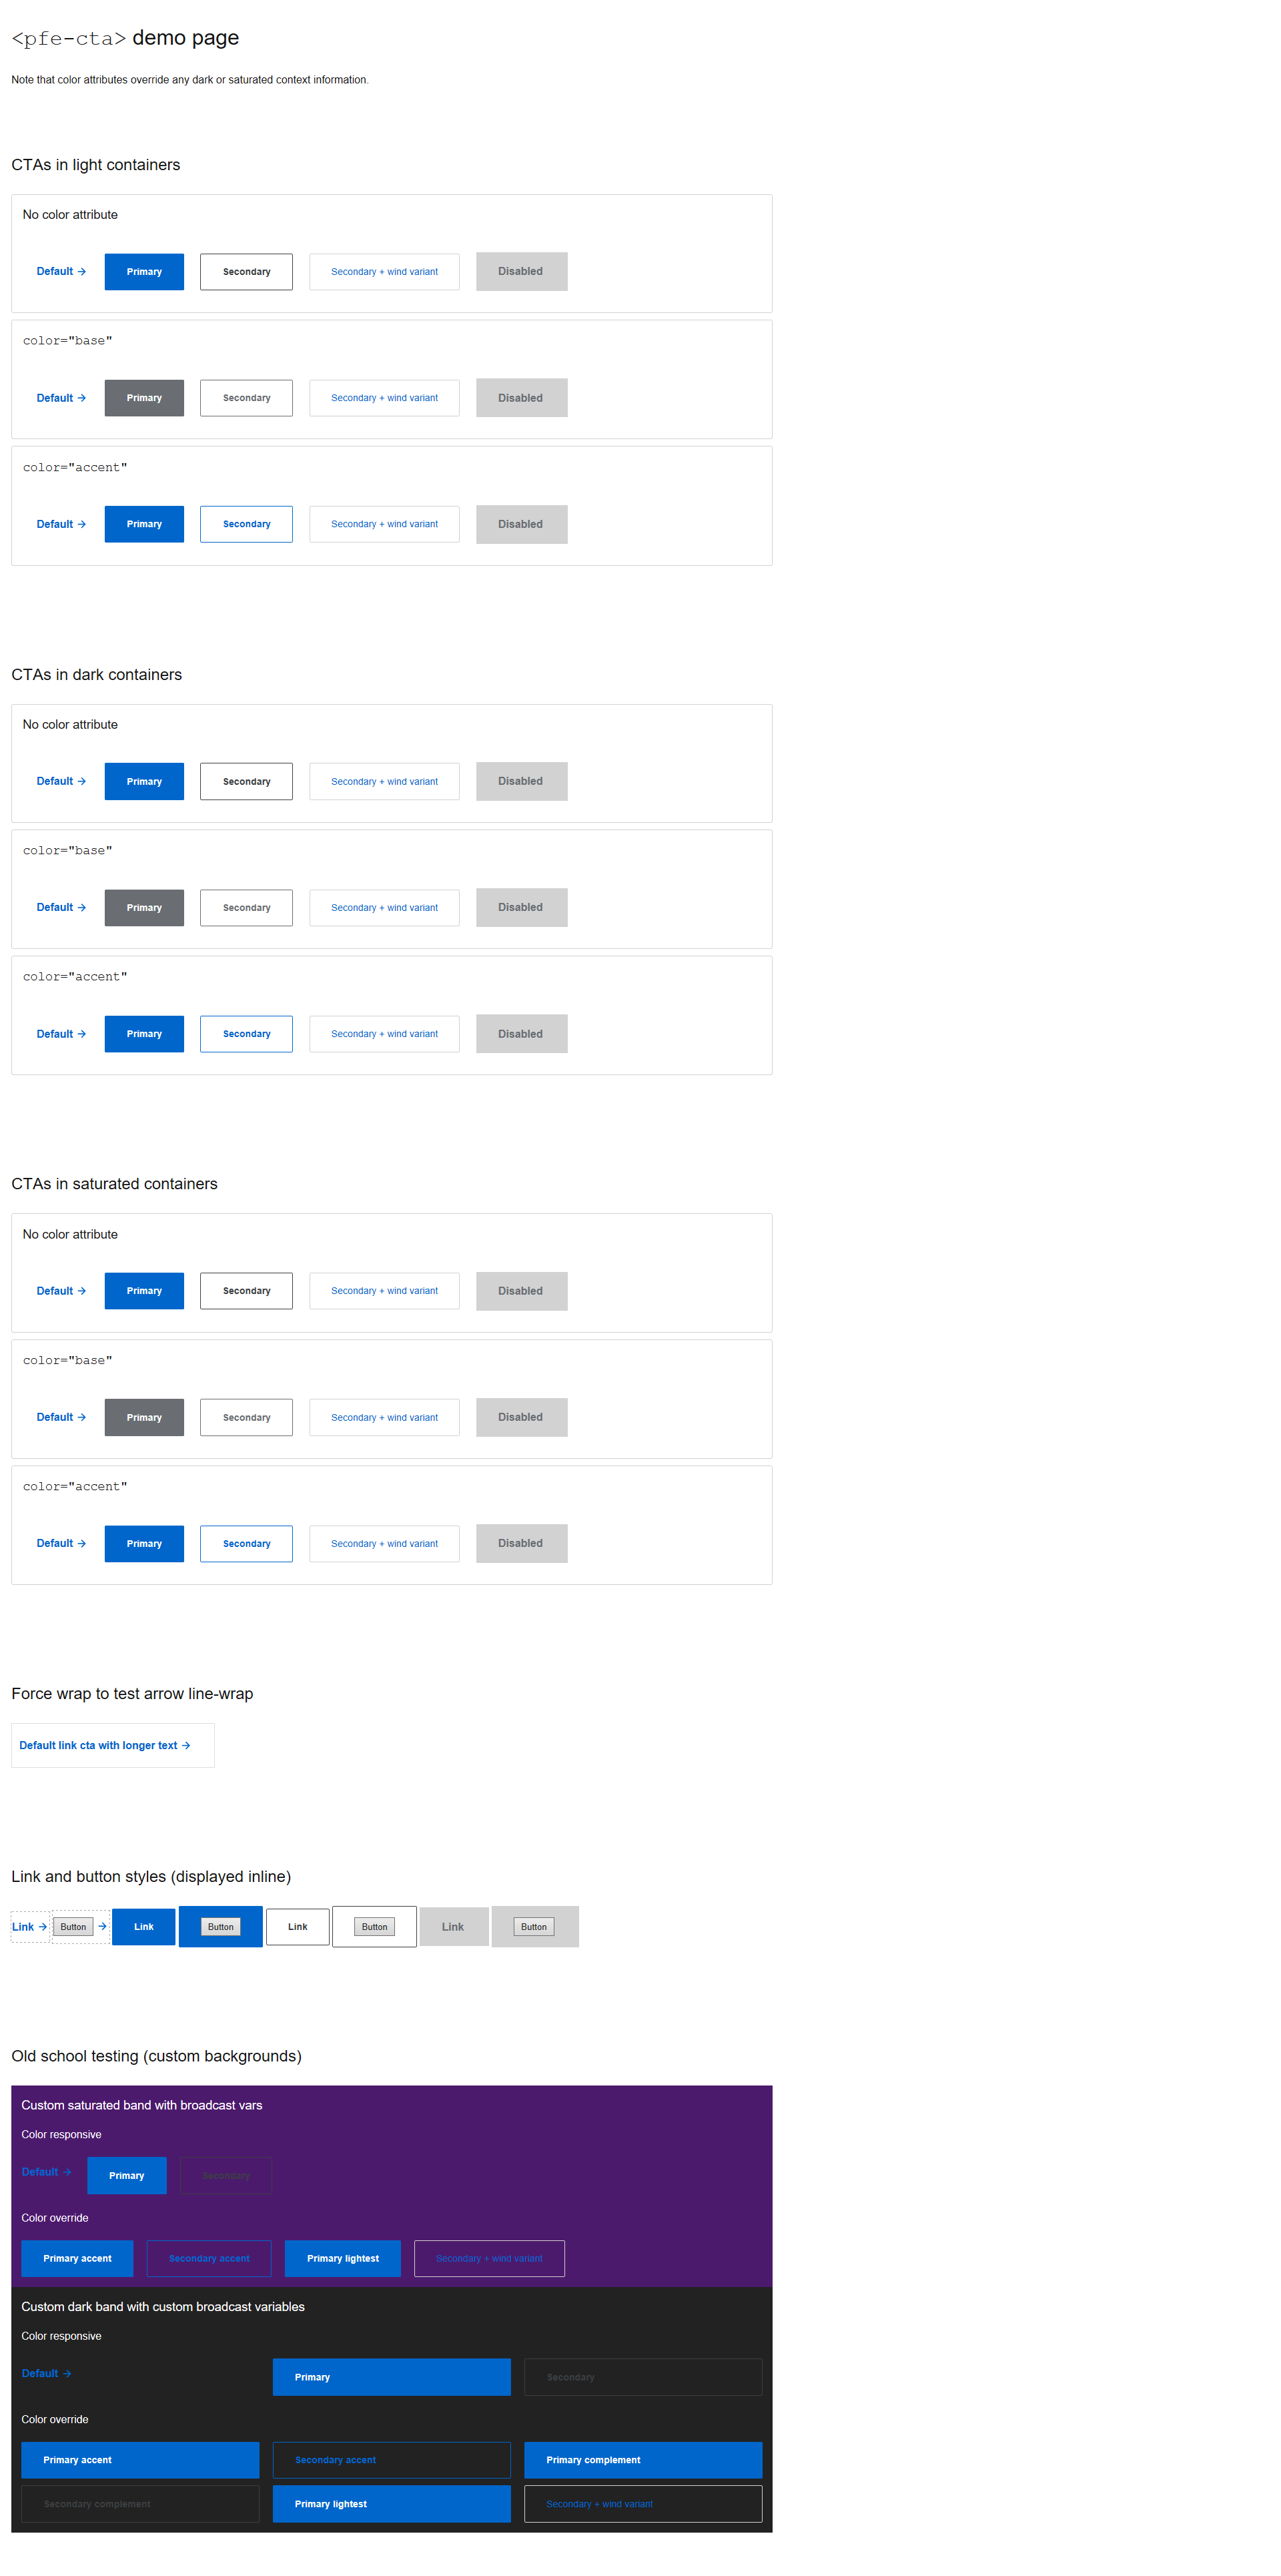 <pfe-cta> demo page
Note that color attributes override any dark or saturated context information.
CTAs in light containers
No color attribute
Default → Primary Secondary Secondary + wind variant Disabled
color="base"
Default → Primary Secondary Secondary + wind variant Disabled
color="accent"
Default → Primary Secondary Secondary + wind variant Disabled
CTAs in dark containers
No color attribute
Default → Primary Secondary Secondary + wind variant Disabled
color="base"
Default → Primary Secondary Secondary + wind variant Disabled
color="accent"
Default → Primary Secondary Secondary + wind variant Disabled
CTAs in saturated containers
No color attribute
Default → Primary Secondary Secondary + wind variant Disabled
color="base"
Default → Primary Secondary Secondary + wind variant Disabled
color="accent"
Default → Primary Secondary Secondary + wind variant Disabled
Force wrap to test arrow line-wrap
Default link cta with longer text →
Link and button styles (displayed inline)
Link → Button → Link Button Link Button Link Button
Old school testing (custom backgrounds)
Custom saturated band with broadcast vars
Color responsive
Default → Primary Secondary
Color override
Primary accent Secondary accent Primary lightest Secondary + wind variant
Custom dark band with custom broadcast variables
Color responsive
Default → Primary Secondary
Color override
Primary accent Secondary accent Primary complement
Secondary complement Primary lightest Secondary + wind variant